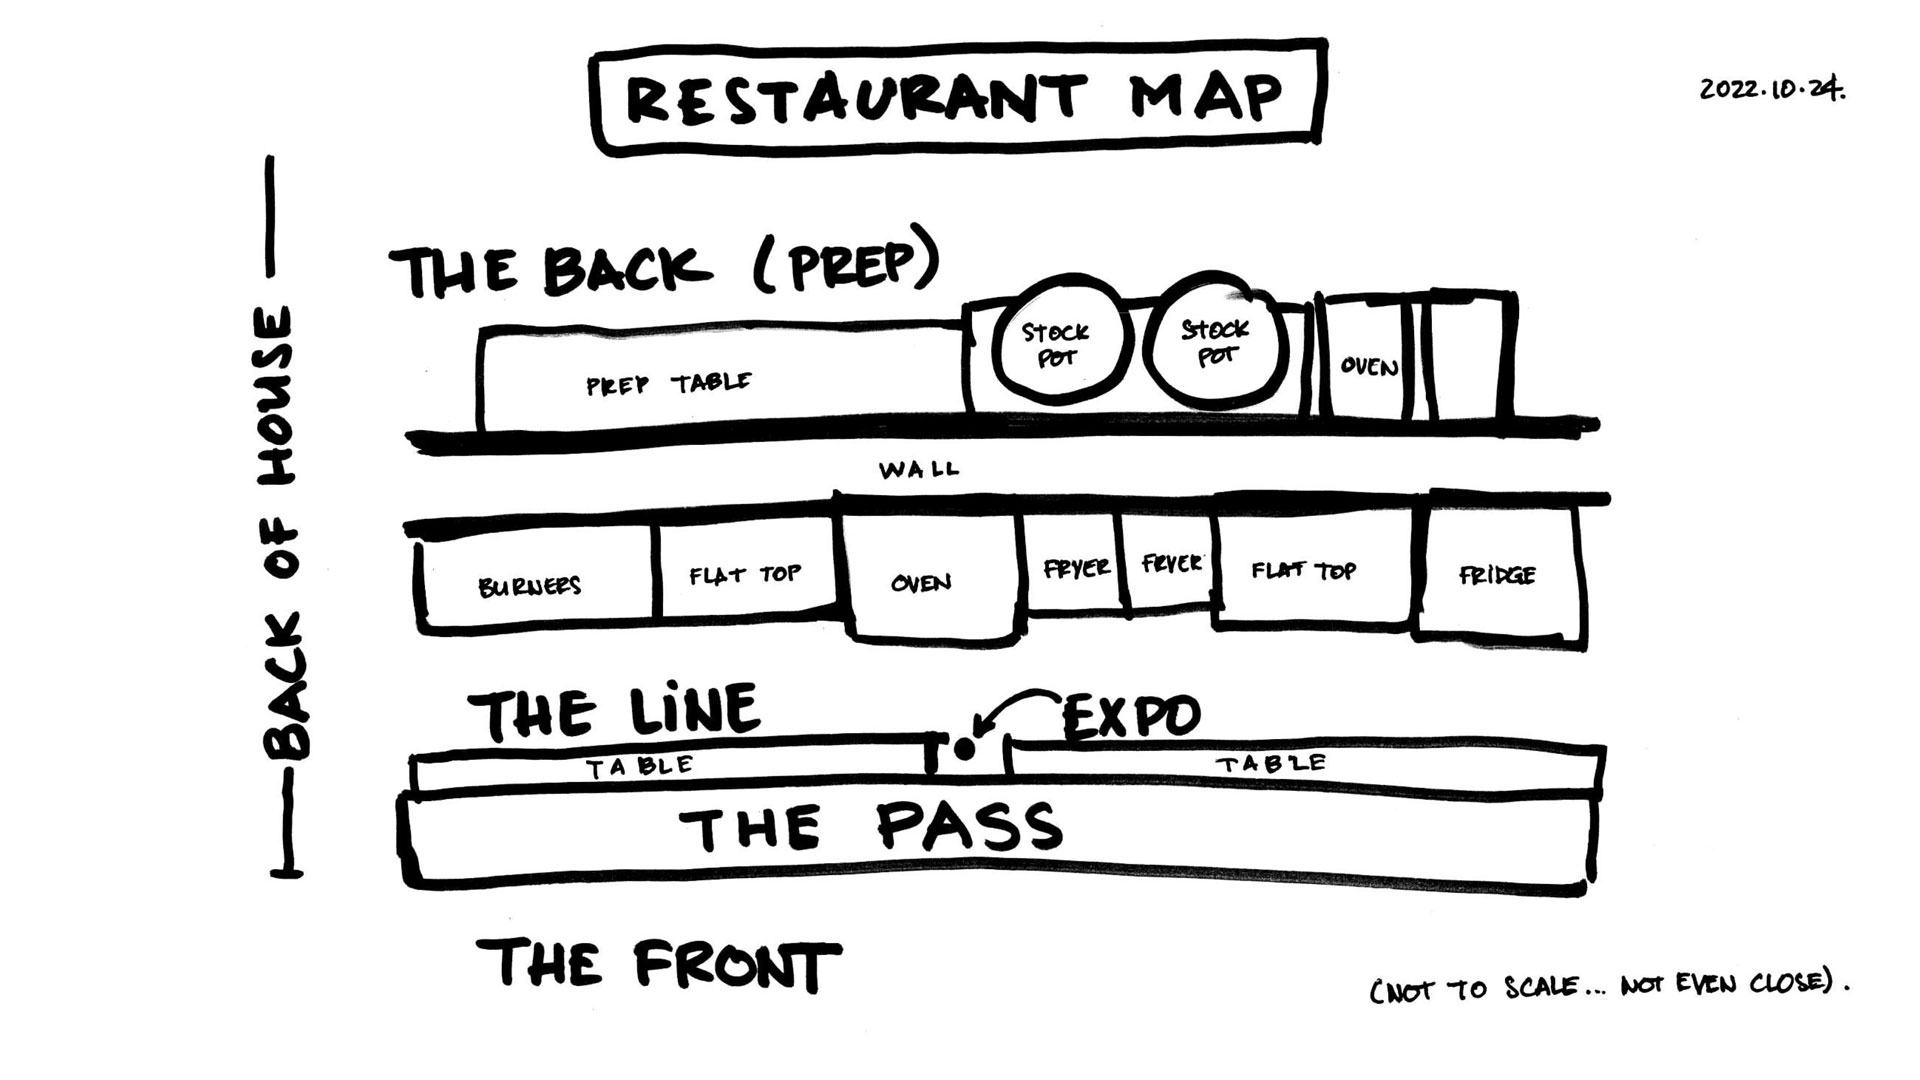 RESTAURANT MAP
2022.10.24.
BACK OF HOUSE
THE BACK (PREP)
PREP TABLE
STOCK
POT
STOCK
POT
OVEN
WALL
BURNERS
FLAT TOP
OVEN
FRYER
FRYER
FLAT TOP
FRIDGE
THE LiNE
EXPO
TABLE
TABLE
THE PASS
THE FRONT
(NOT TO SCALE... NOT EVEN CLOSE).